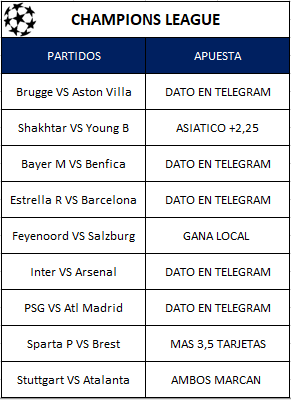 CHAMPIONS LEAGUE
PARTIDOS APUESTA
Brugge VS Aston Villa DATO EN TELEGRAM
Shakhtar VS Young B ASIATICO +2,25
Bayer M VS Benfica DATO EN TELEGRAM
Estrella R VS Barcelona DATO EN TELEGRAM
Feyenoord VS Salzburg GANA LOCAL
Inter VS Arsenal DATO EN TELEGRAM
PSG VS Atl Madrid DATO EN TELEGRAM
Sparta P VS Brest MAS 3,5 TARJETAS
Stuttgart VS Atalanta AMBOS MARCAN